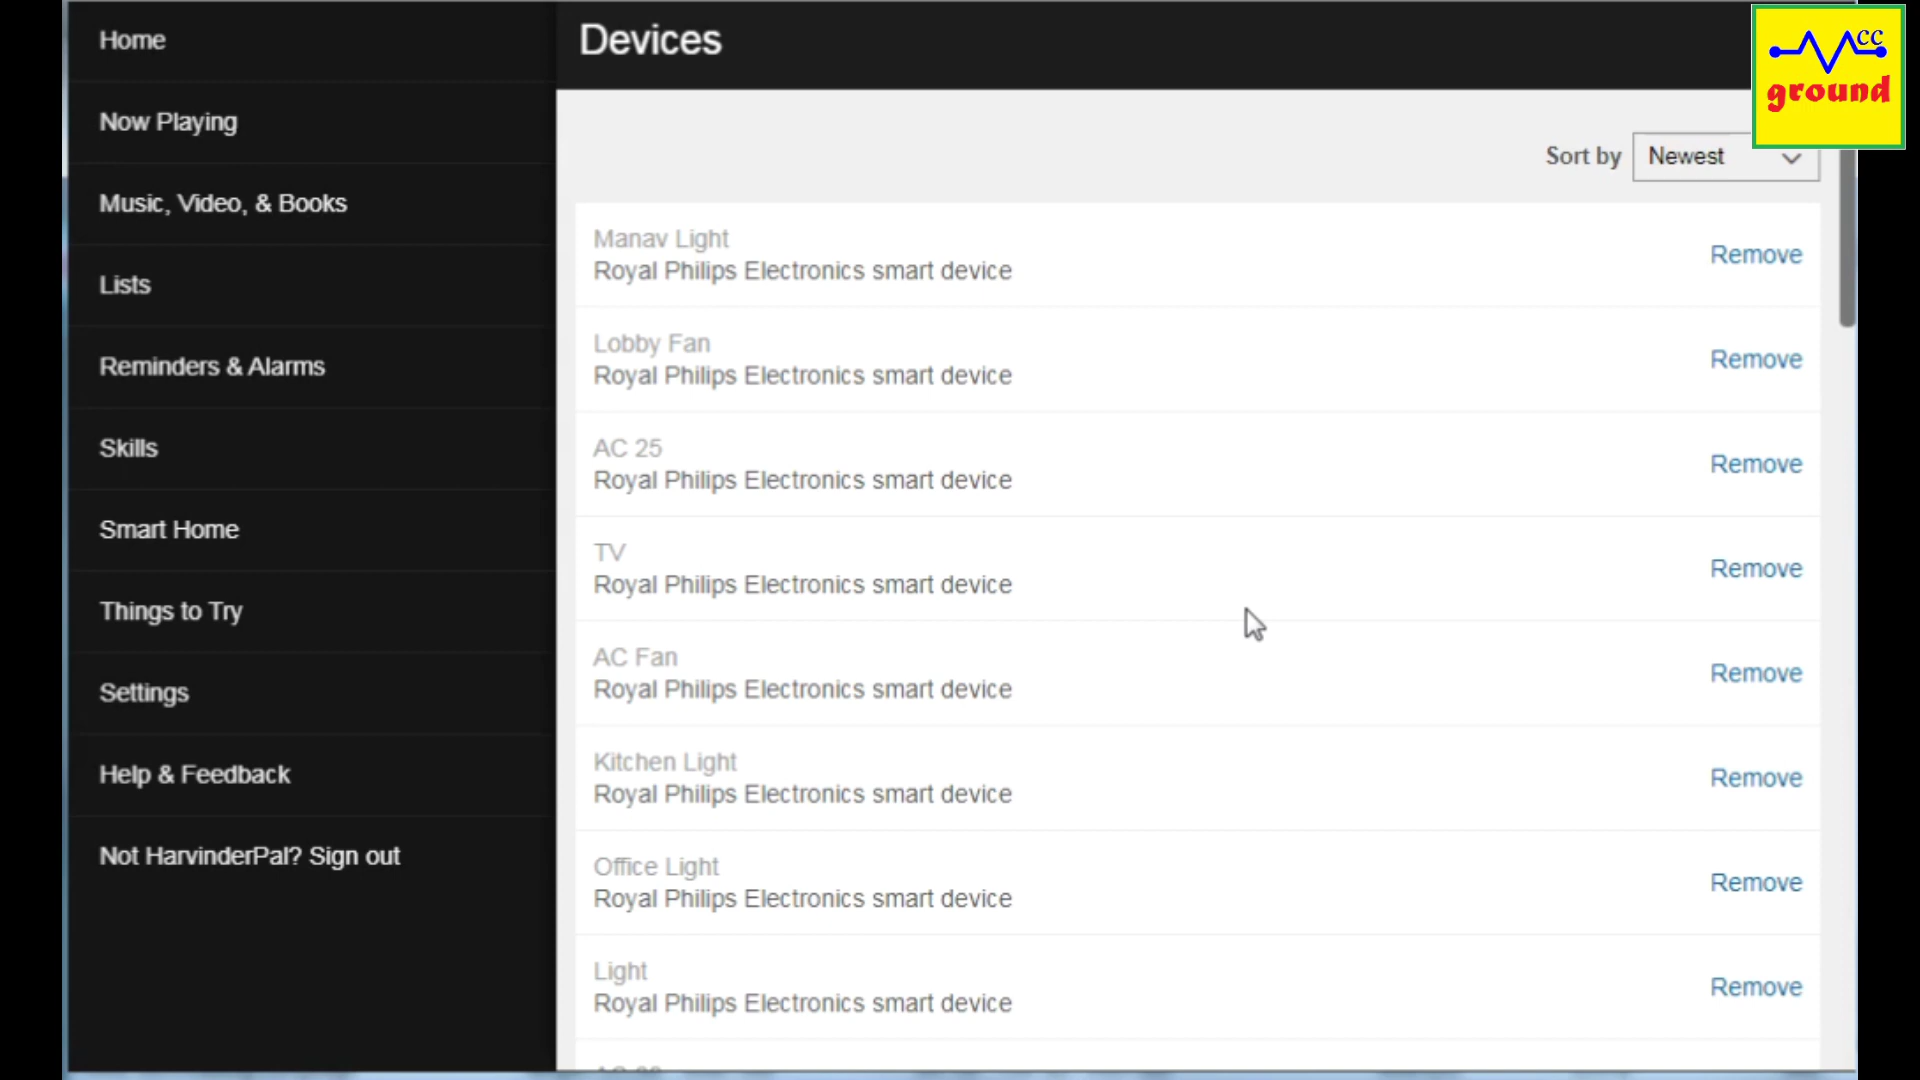 Home
Now Playing
Music, Video, & Books
Lists
Reminders & Alarms
Skills
Smart Home
Things to Try
Settings
Help & Feedback
Not HarvinderPal? Sign out
Devices
cc
ground
Sort by Newest
Manav Light
Royal Philips Electronics smart device
Remove
Lobby Fan
Royal Philips Electronics smart device
Remove
AC 25
Royal Philips Electronics smart device
Remove
TV
Royal Philips Electronics smart device
Remove
AC Fan
Royal Philips Electronics smart device
Remove
Kitchen Light
Royal Philips Electronics smart device
Remove
Office Light
Royal Philips Electronics smart device
Remove
Light
Royal Philips Electronics smart device
Remove